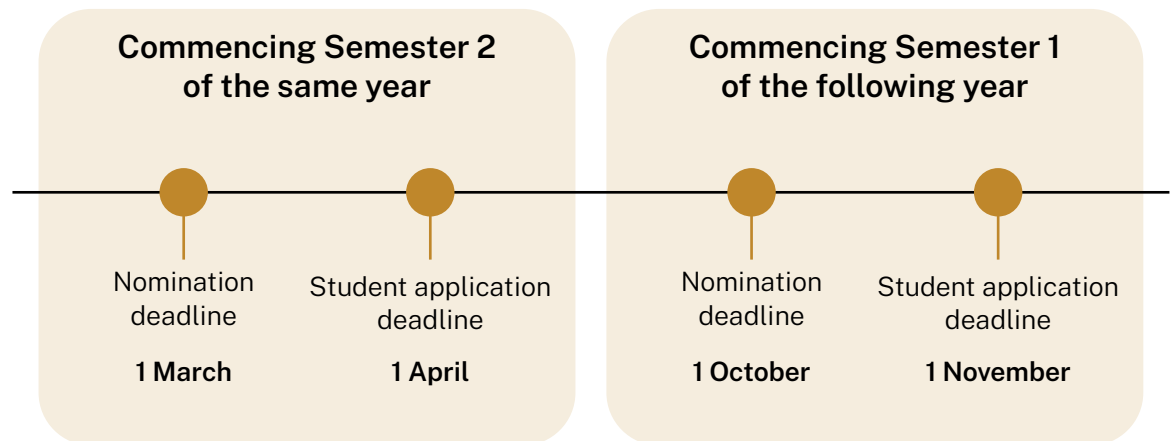 Commencing Semester 2
of the same year
Nomination
deadline
1 March
Student application
deadline
1 April
Commencing Semester 1
of the following year
Nomination
deadline
1 October
Student application
deadline
1 November